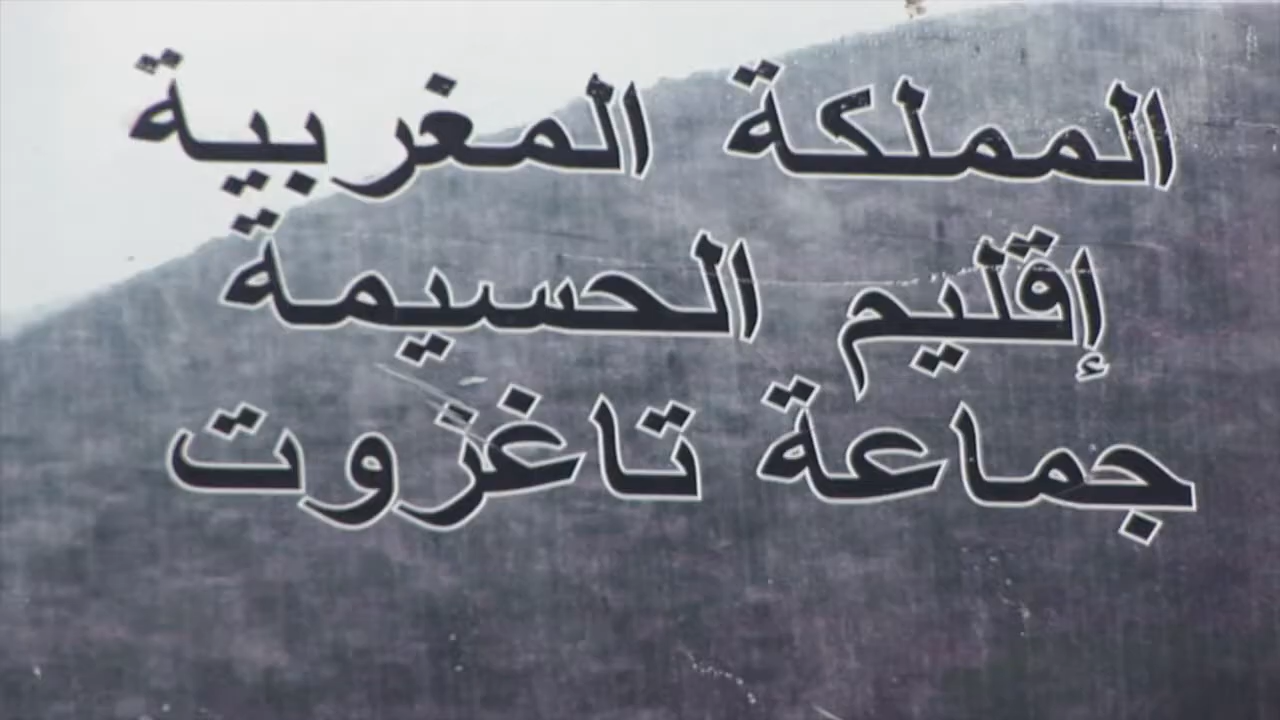 المملكة المغربية
إقليم الحسيمة
جماعة تاغزوت